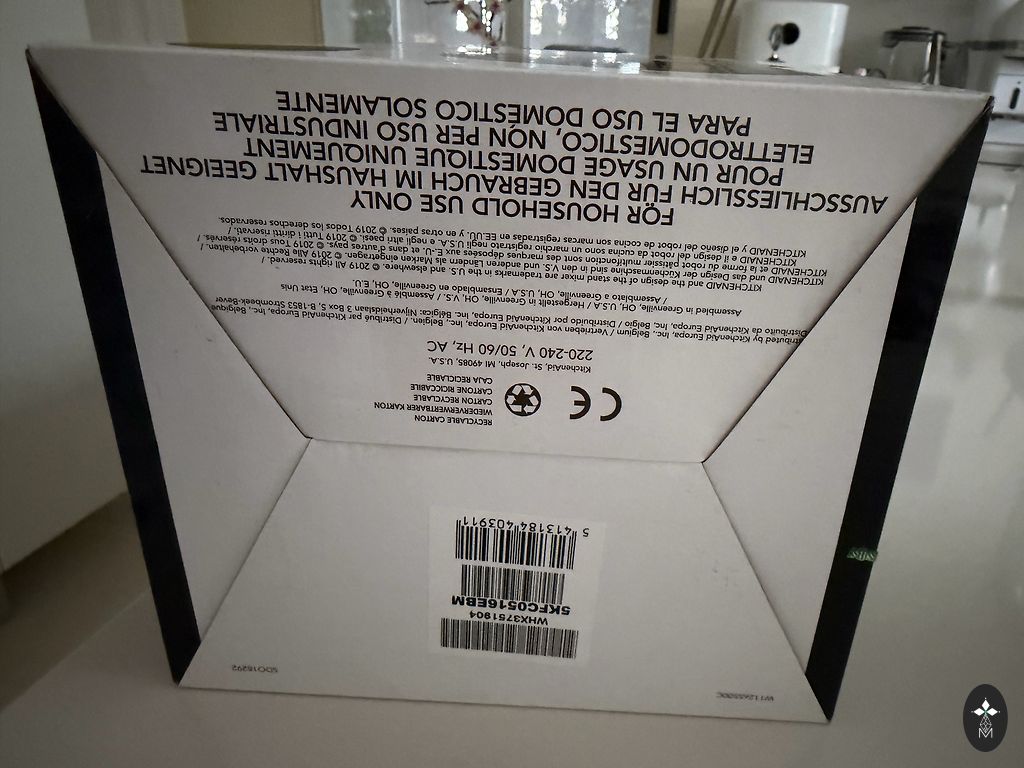 SDO18292
WHX3751904
5KFC0516EBM
5 413184 403911
CE
RECYCLABLE CARTON
WIEDERVERWERTBARER KARTON
CARTON RECYCLABLE
CARTONE RICICLABILE
CAJA RECICLABLE
KitchenAid, St. Joseph, MI 49085, U.S.A.
220-240 V, 50/60 Hz, AC
Distributed by KitchenAid Europa, Inc., Belgium / Vertrieben von KitchenAid Europa, Inc., Belgien. / Distribué par KitchenAid Europa, Inc., Belgique
Distribuito da KitchenAid Europa, Inc. Belgio / Distribuido por KitchenAid Europa, Inc. Bélgica: Nijverheidslaan 3 Box 5, B-1853 Strombeek-Bever
Assembled in Greenville, OH, U.S.A / Hergestellt in Greenville, OH, V.S. / Assemblé à Greenville, OH, États Unis
/ Assemblato a Greenville, OH, U.S.A / Ensamblado en Greenville, OH, E.U.
KITCHENAID and the design of the stand mixer are trademarks in the U.S. and elsewhere. © 2019 All rights reserved. /
KITCHENAID und das Design der Küchenmaschine sind in den V.S. und anderen Ländern als Marken eingetragen. © 2019 Alle Rechte vorbehalten. /
KITCHENAID et la forme du robot pâtissier multifonction sont des marques déposées aux E.-U. et dans d'autres pays. © 2019 Tous droits réservés. /
KITCHENAID e il design del robot da cucina sono un marchio registrato negli U.S.A. e negli altri paesi. © 2019 Tutti i diritti riservati. /
KITCHENAID y el diseño del robot de cocina son marcas registradas en EE.UU. y en otros países. © 2019 Todos los derechos reservados.
FOR HOUSEHOLD USE ONLY
AUSSCHLIESSLICH FÜR DEN GEBRAUCH IM HAUSHALT GEEIGNET
POUR UN USAGE DOMESTIQUE UNIQUEMENT
ELETTRODOMESTICO, NON PER USO INDUSTRIALE
PARA EL USO DOMÉSTICO SOLAMENTE